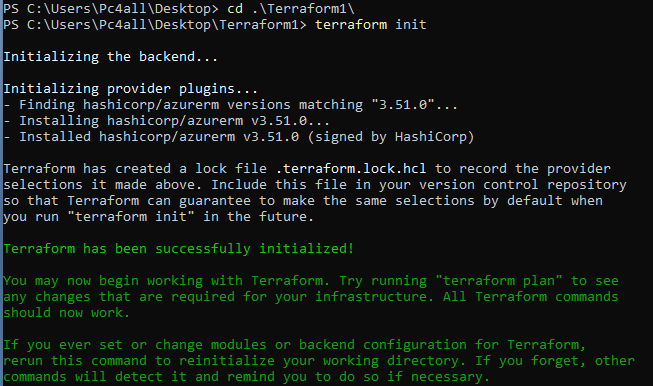 PS C:\Users\Pc4all\Desktop> cd .\Terraform1\
PS C:\Users\Pc4all\Desktop\Terraform1> terraform init
Initializing the backend...
Initializing provider plugins...
- Finding hashicorp/azurerm versions matching "3.51.0"...
- Installing hashicorp/azurerm v3.51.0...
- Installed hashicorp/azurerm v3.51.0 (signed by HashiCorp)
Terraform has created a lock file .terraform.lock.hcl to record the provider
selections it made above. Include this file in your version control repository
so that Terraform can guarantee to make the same selections by default when
you run "terraform init" in the future.
Terraform has been successfully initialized!
You may now begin working with Terraform. Try running "terraform plan" to see
any changes that are required for your infrastructure. All Terraform commands
should now work.
If you ever set or change modules or backend configuration for Terraform,
rerun this command to reinitialize your working directory. If you forget, other
commands will detect it and remind you to do so if necessary.